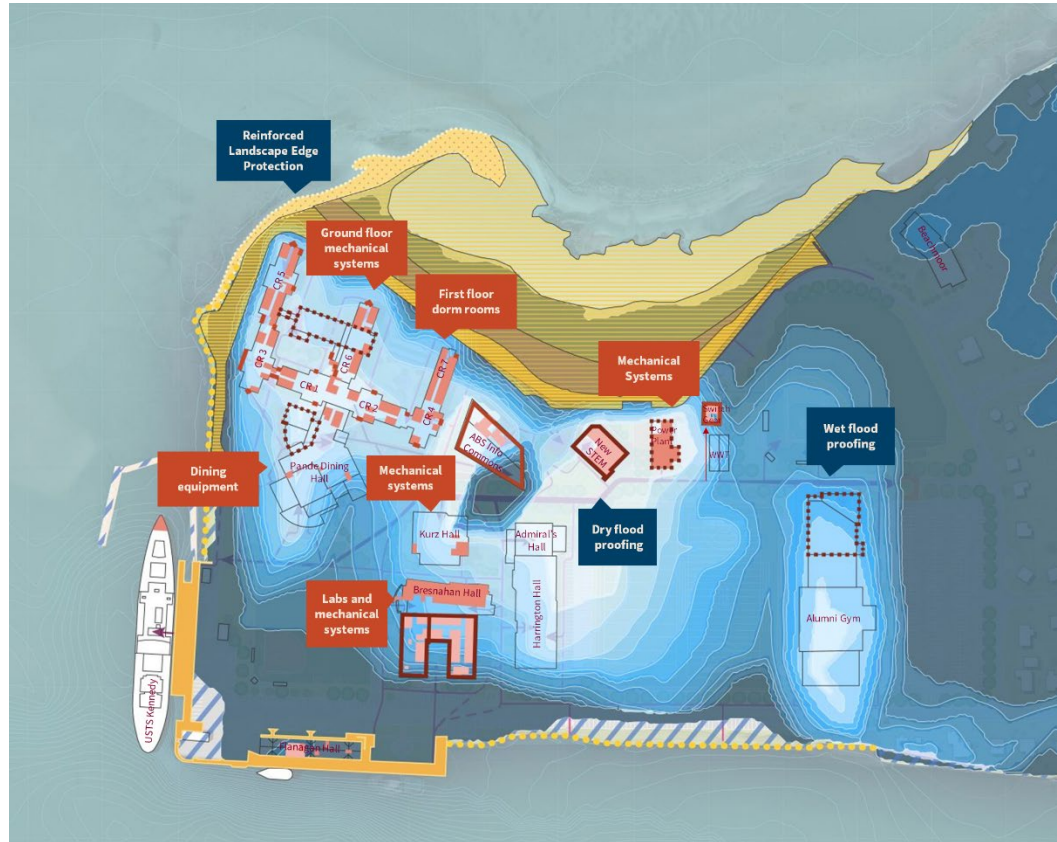 Reinforced
Landscape Edge
Protection
Ground floor
mechanical
systems
First floor
dorm rooms
Beachmoor
CR 5
CR 3
CR 6
CR 1
CR 7
CR 2
CR 4
Mechanical
Systems
Power
Plant
WWT
New
STEM
ABS Info
Commons
Wet flood
proofing
Dining
equipment
Pande Dining
Hall
Mechanical
systems
Kurz Hall
Admiral's
Hall
Dry flood
proofing
Labs and
mechanical
systems
Bresnahan Hall
Harrington Hall
Alumni Gym
USTS Kennedy
Flanagan Hall